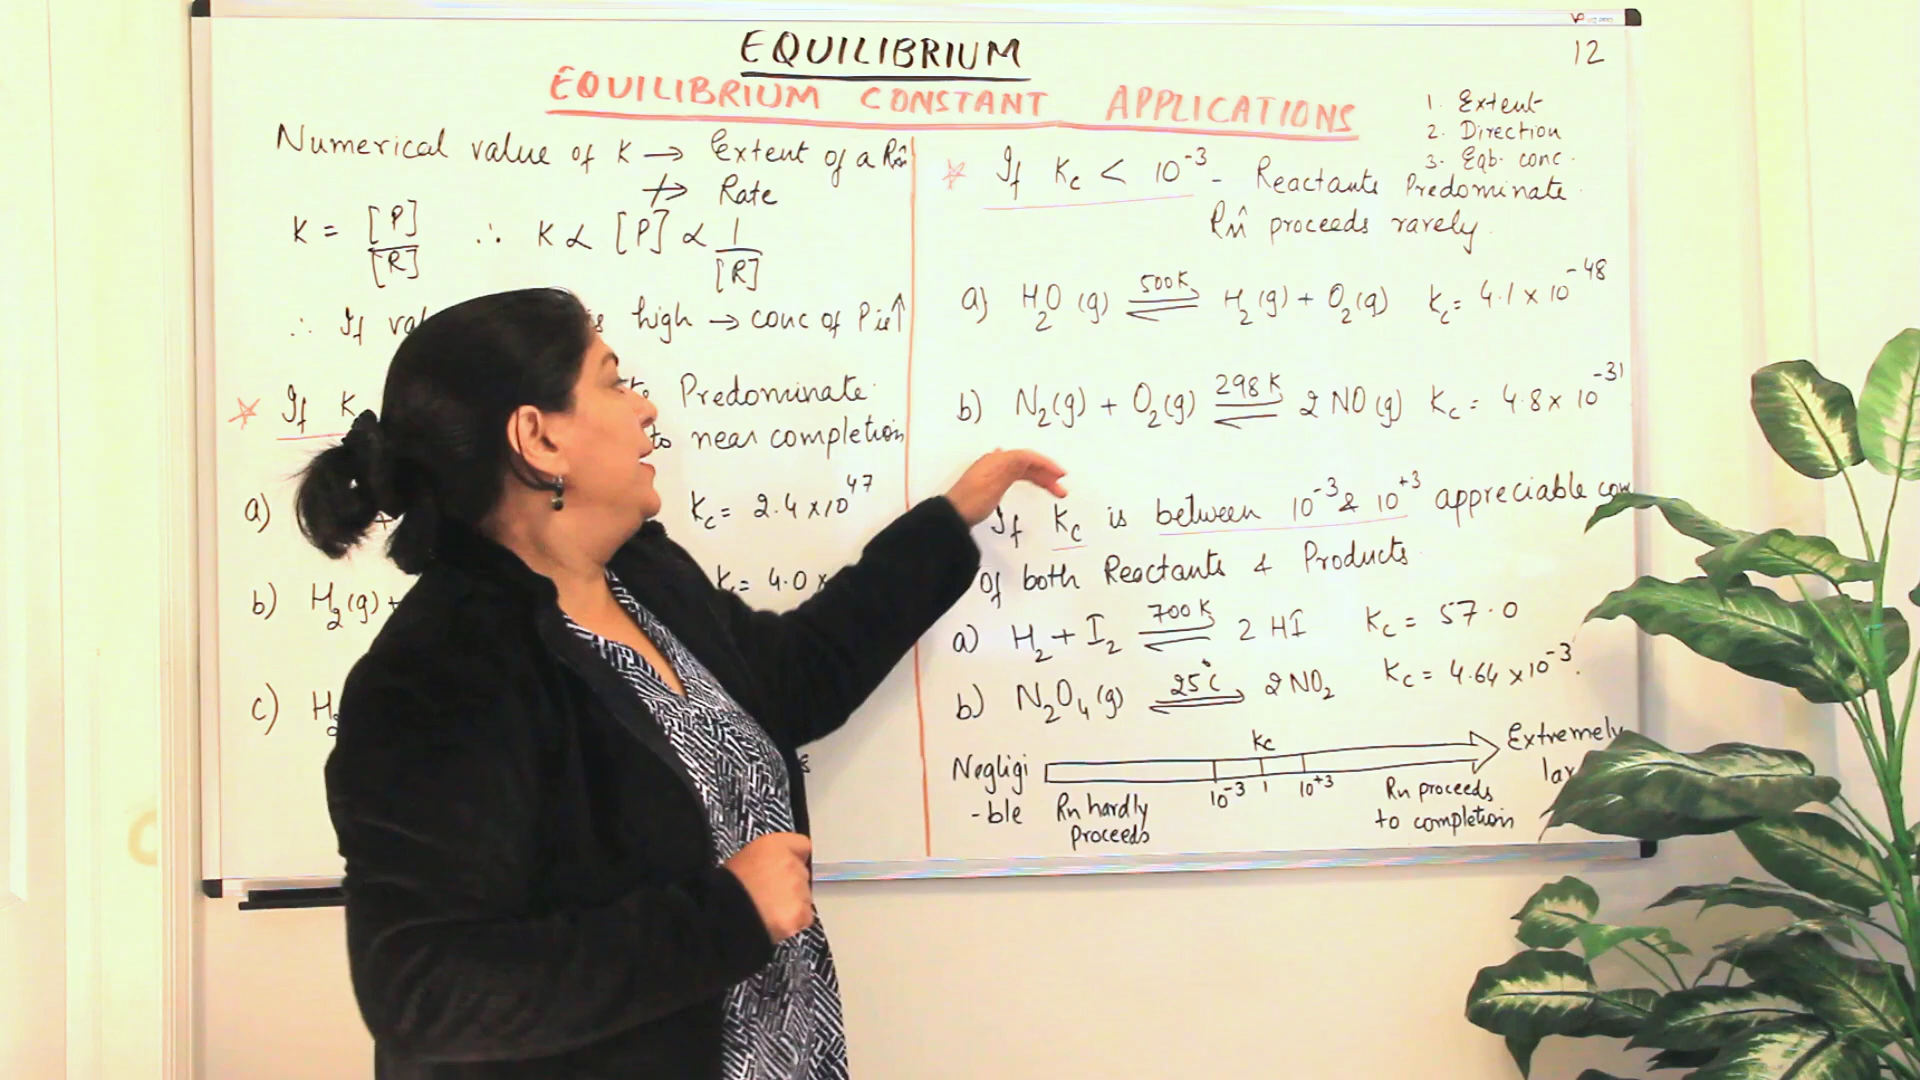 EQUILIBRIUM
12
EQUILIBRIUM CONSTANT APPLICATIONS
1. Extent
2. Direction
3. Eqb. conc.
Numerical value of K → Extent of a Rn̂
↛ Rate
K = [P]/[R] ∴ K ∝ [P] ∝ 1/[R]
∴ If high → conc of P is ↑
☆ If K Predominate
to near completion
a) + Kc = 2.4 × 10^47
b) H₂(g) + Kc = 4.0 ×
c)
☆ If Kc < 10^-3 - Reactants Predominate.
Rn̂ proceeds rarely.
a) H₂O (g) ⇌ 500K H₂(g) + O₂(g) Kc = 4.1 × 10^-48
b) N₂(g) + O₂(g) ⇌ 298 K 2 NO (g) Kc = 4.8 × 10^-31
If Kc is between 10^-3 & 10^+3 appreciable
of both Reactants & Products
a) H₂ + I₂ ⇌ 700 K 2 HI Kc = 57.0
b) N₂O₄ (g) ⇌ 25°C 2 NO₂ Kc = 4.64 × 10^-3.
Kc
Negligi
-ble
10^-3 1 10^+3
Extremely
Rn hardly
proceeds
Rn proceeds
to completion